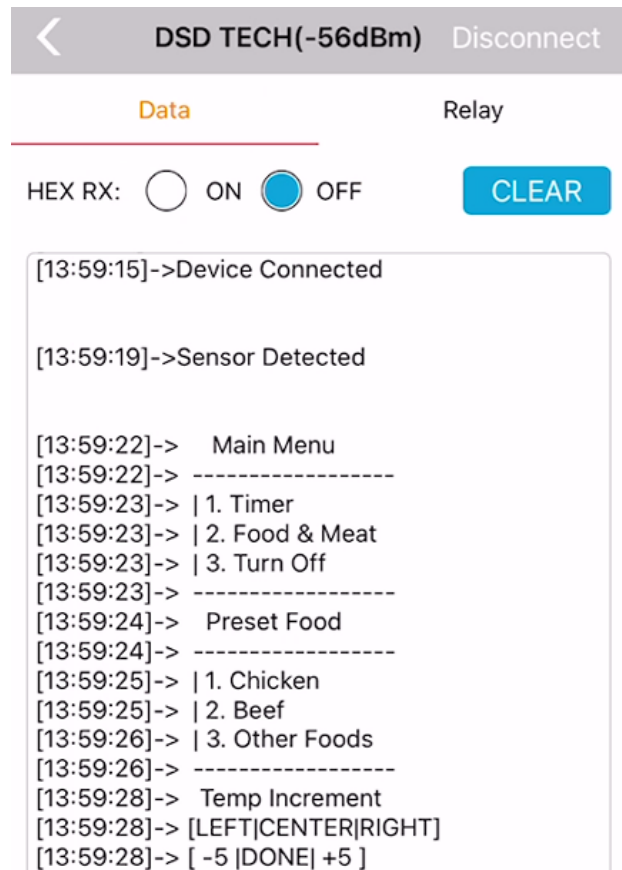 DSD TECH(-56dBm) Disconnect
Data Relay
HEX RX: ON OFF CLEAR
[13:59:15]->Device Connected
[13:59:19]->Sensor Detected
[13:59:22]-> Main Menu
[13:59:22]-> ------------------
[13:59:23]-> | 1. Timer
[13:59:23]-> | 2. Food & Meat
[13:59:23]-> | 3. Turn Off
[13:59:23]-> ------------------
[13:59:24]-> Preset Food
[13:59:24]-> ------------------
[13:59:25]-> | 1. Chicken
[13:59:25]-> | 2. Beef
[13:59:26]-> | 3. Other Foods
[13:59:26]-> ------------------
[13:59:28]-> Temp Increment
[13:59:28]-> [LEFT|CENTER|RIGHT]
[13:59:28]-> [ -5 |DONE| +5 ]